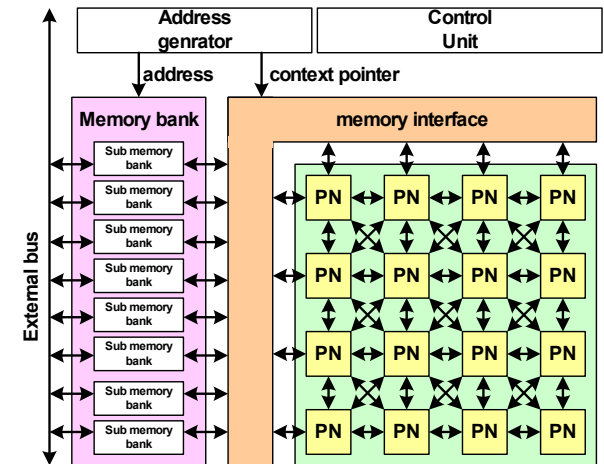 Address
genrator
Control
Unit
address
context pointer
Memory bank
memory interface
External bus
Sub memory
bank
Sub memory
bank
Sub memory
bank
Sub memory
bank
Sub memory
bank
Sub memory
bank
Sub memory
bank
Sub memory
bank
PN PN PN PN
PN PN PN PN
PN PN PN PN
PN PN PN PN